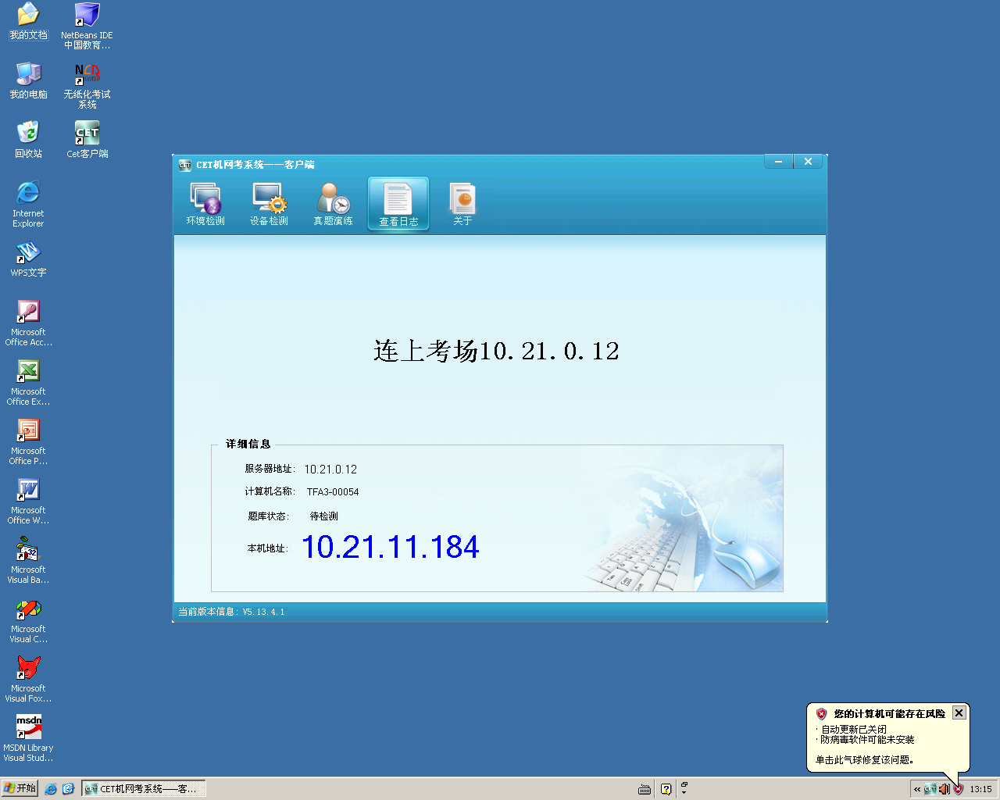 我的文档
NetBeans IDE
中国教育...
我的电脑
无纸化考试
系统
回收站
CET
Cet客户端
Internet
Explorer
WPS文字
Microsoft
Office Acc...
Microsoft
Office Ex...
Microsoft
Office P...
Microsoft
Office W...
Microsoft
Visual Ba...
Microsoft
Visual C...
Microsoft
Visual Fox...
msdn
MSDN Library
Visual Stud...
CET机网考系统——客户端
环境检测
设备检测
真题演练
查看日志
关于
连上考场10.21.0.12
详细信息
服务器地址: 10.21.0.12
计算机名称: TFA3-00054
题库状态: 待检测
本机地址: 10.21.11.184
当前版本信息: V5.13.4.1
您的计算机可能存在风险
· 自动更新已关闭
· 防病毒软件可能未安装
单击此气球修复该问题。
开始
CET机网考系统——客...
13:15